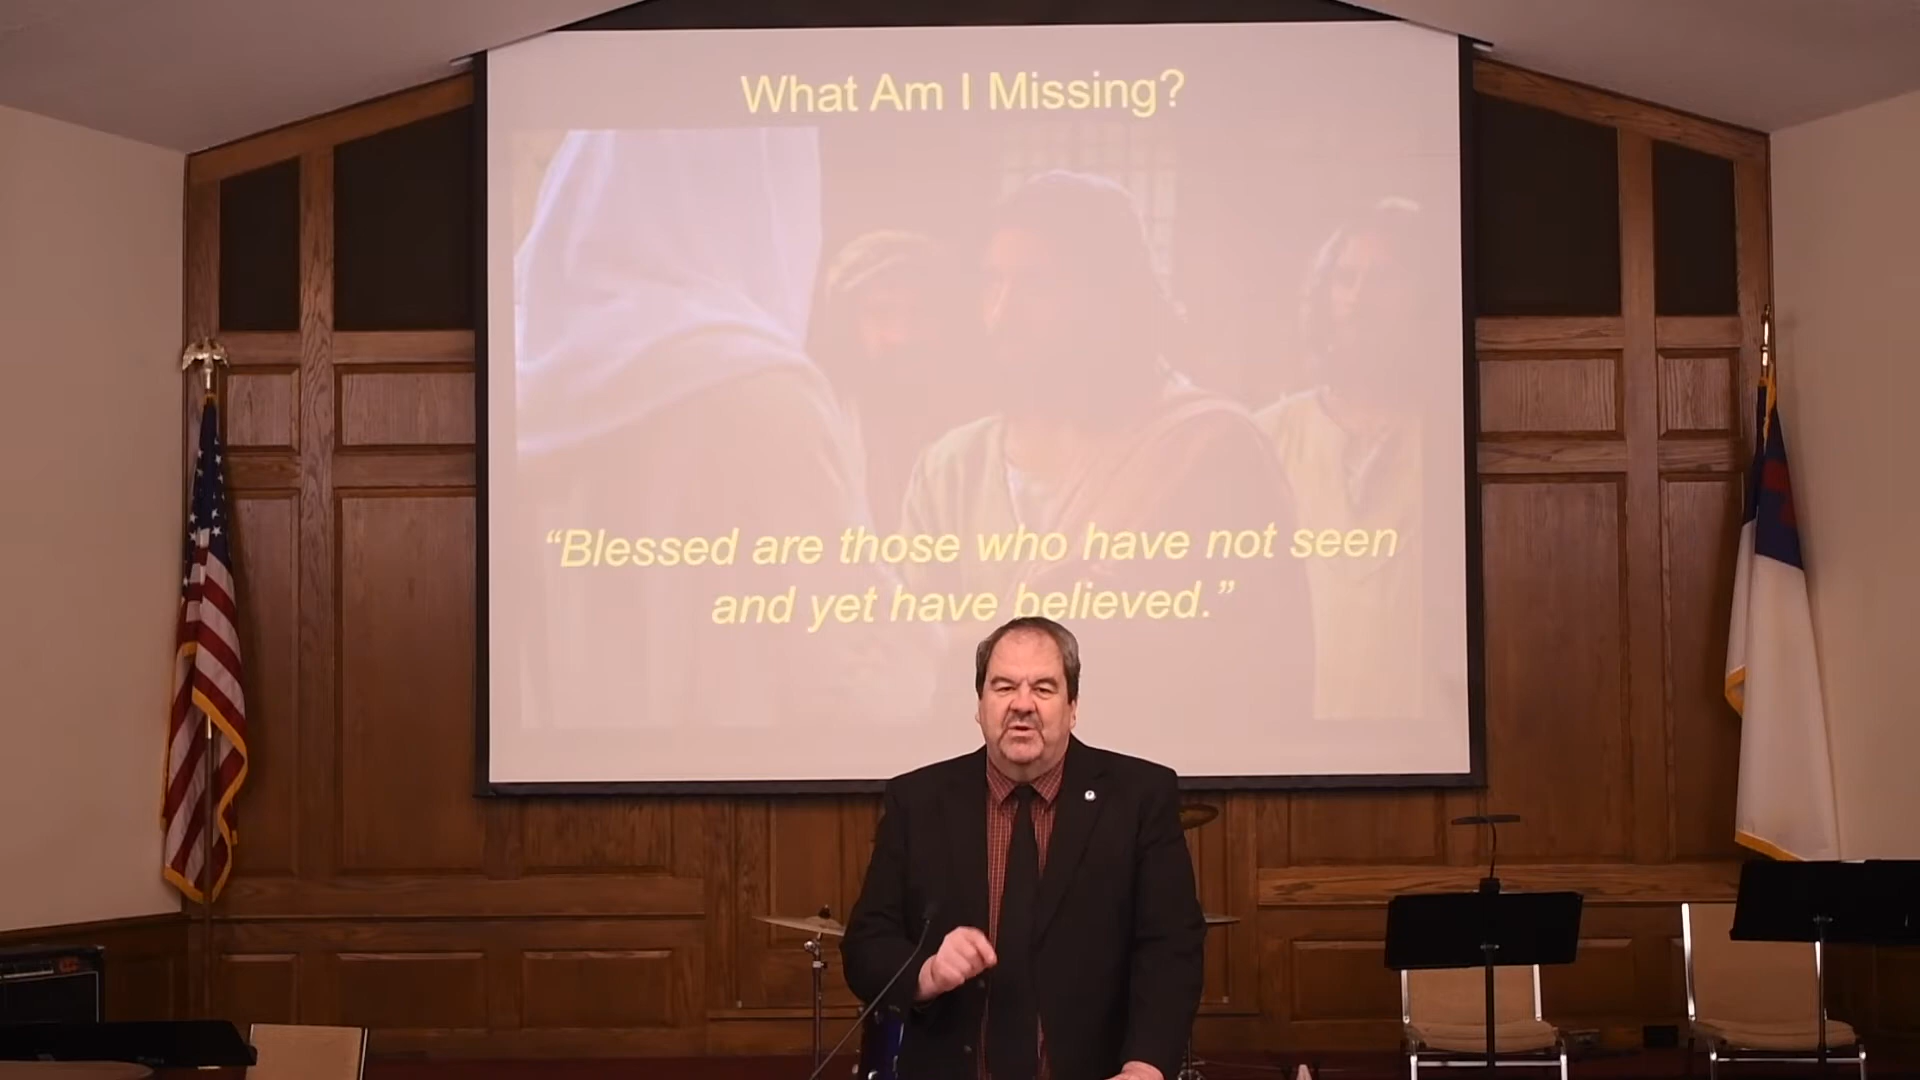 What Am I Missing?
“Blessed are those who have not seen
and yet have believed.”